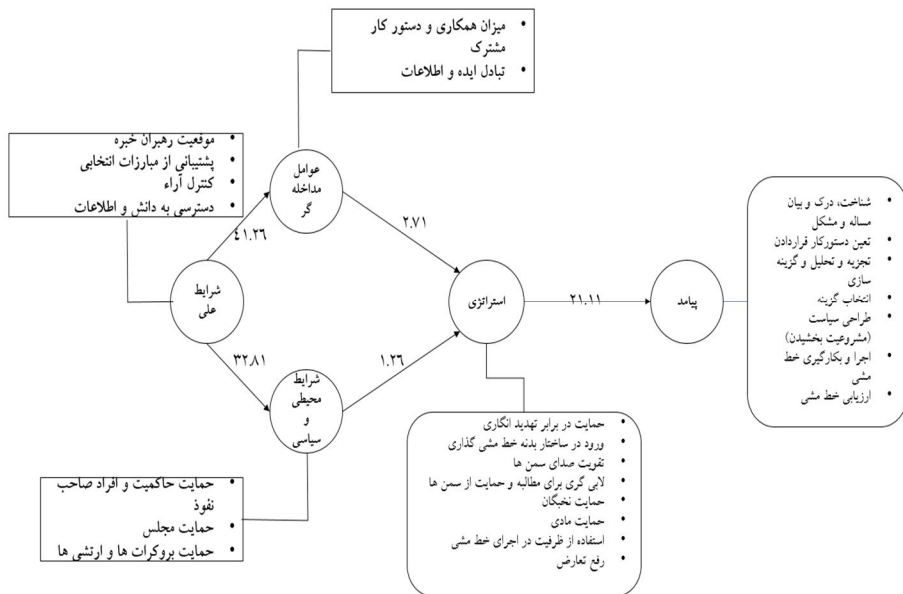 • میزان همکاری و دستور کار
مشترک
• تبادل ایده و اطلاعات
• موقعیت رهبران خبره
• پشتیبانی از مبارزات انتخابی
• کنترل آراء
• دسترسی به دانش و اطلاعات
عوامل
مداخله
گر
٤١.٢٦
۲.۷۱
شرایط
علی
استراتژی
۲۱.۱۱
پیامد
• شناخت، درک و بیان
مساله و مشکل
• تعین دستورکار قراردادن
• تجزیه و تحلیل و گزینه
سازی
• انتخاب گزینه
• طراحی سیاست
(مشروعیت بخشیدن)
• اجرا و بکارگیری خط
مشی
• ارزیابی خط مشی
۳۲.۸۱
۱.۲۶
شرایط
محیطی
و
سیاسی
• حمایت در برابر تهدید انگاری
• ورود در ساختار بدنه خط مشی گذاری
• تقویت صدای سمن ها
• لابی گری برای مطالبه و حمایت از سمن ها
• حمایت نخبگان
• حمایت مادی
• استفاده از ظرفیت در اجرای خط مشی
• رفع تعارض
• حمایت حاکمیت و افراد صاحب
نفوذ
• حمایت مجلس
• حمایت بروکرات ها و ارتشی ها